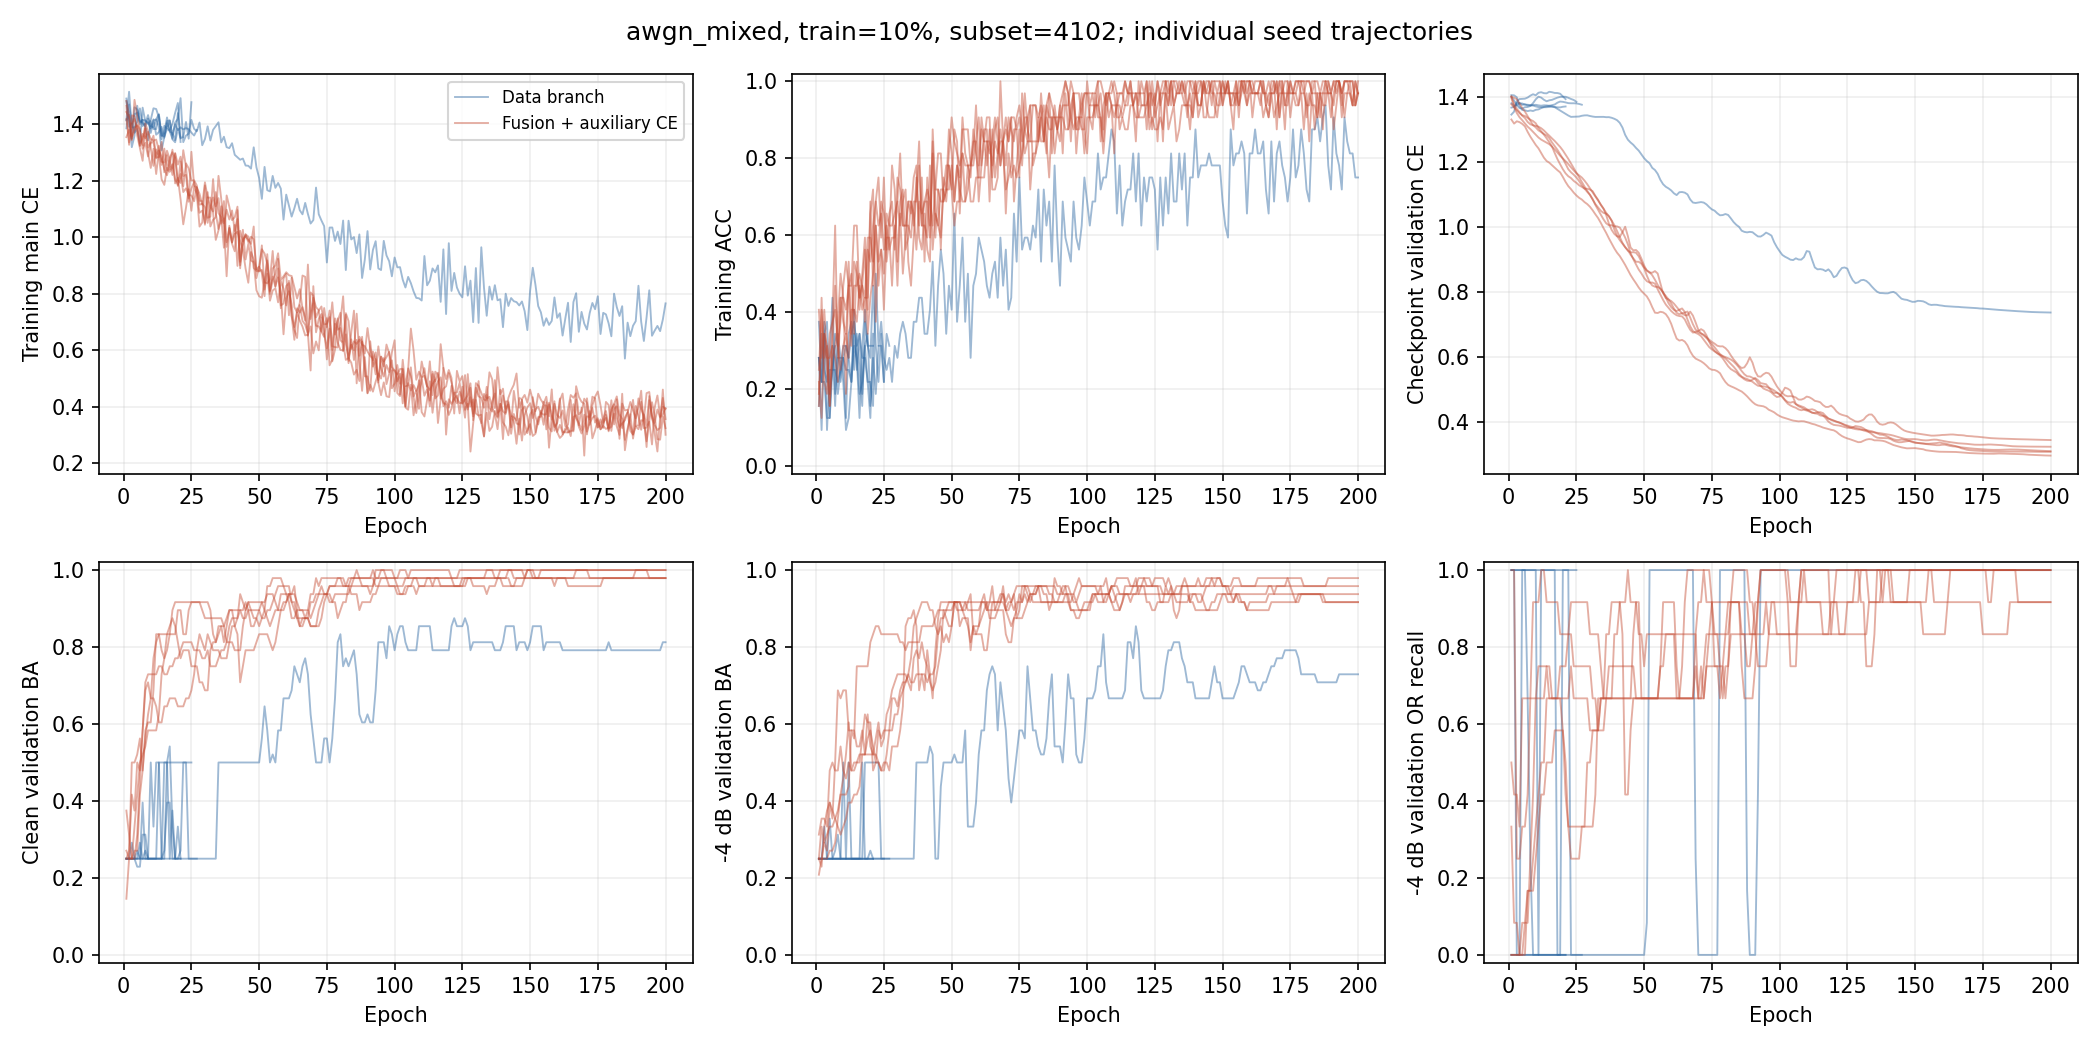 awgn_mixed, train=10%, subset=4102; individual seed trajectories
Training main CE
1.4
1.2
1.0
0.8
0.6
0.4
0.2
Data branch
Fusion + auxiliary CE
0 25 50 75 100 125 150 175 200
Epoch
Training ACC
1.0
0.8
0.6
0.4
0.2
0.0
0 25 50 75 100 125 150 175 200
Epoch
Checkpoint validation CE
1.4
1.2
1.0
0.8
0.6
0.4
0 25 50 75 100 125 150 175 200
Epoch
Clean validation BA
1.0
0.8
0.6
0.4
0.2
0.0
0 25 50 75 100 125 150 175 200
Epoch
-4 dB validation BA
1.0
0.8
0.6
0.4
0.2
0.0
0 25 50 75 100 125 150 175 200
Epoch
-4 dB validation OR recall
1.0
0.8
0.6
0.4
0.2
0.0
0 25 50 75 100 125 150 175 200
Epoch